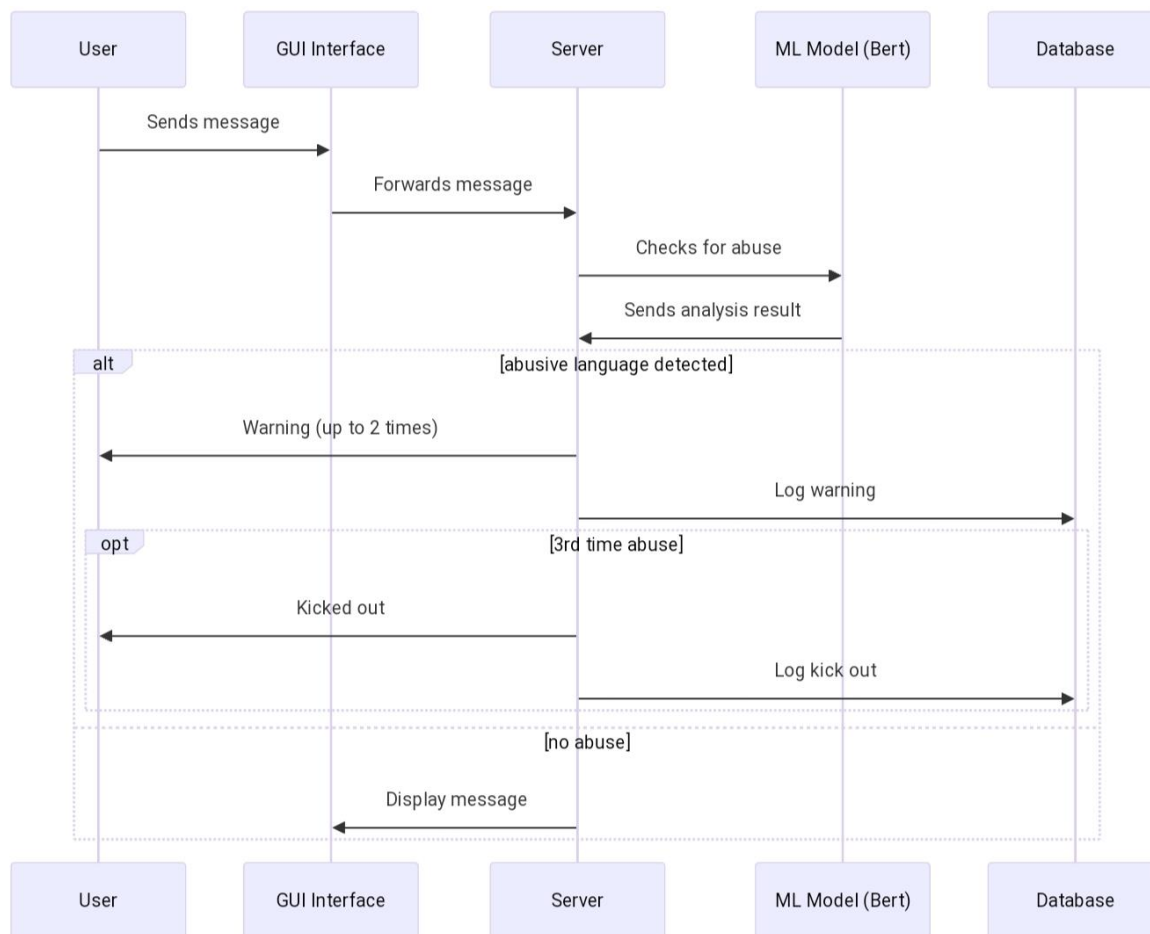 User
GUI Interface
Server
ML Model (Bert)
Database
Sends message
Forwards message
Checks for abuse
Sends analysis result
alt
[abusive language detected]
Warning (up to 2 times)
Log warning
opt
[3rd time abuse]
Kicked out
Log kick out
[no abuse]
Display message
User
GUI Interface
Server
ML Model (Bert)
Database